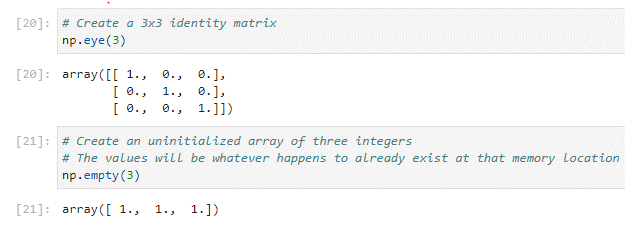 [20]: # Create a 3x3 identity matrix
np.eye(3)
[20]: array([[ 1.,  0.,  0.],
       [ 0.,  1.,  0.],
       [ 0.,  0.,  1.]])
[21]: # Create an uninitialized array of three integers
# The values will be whatever happens to already exist at that memory location
np.empty(3)
[21]: array([ 1.,  1.,  1.])